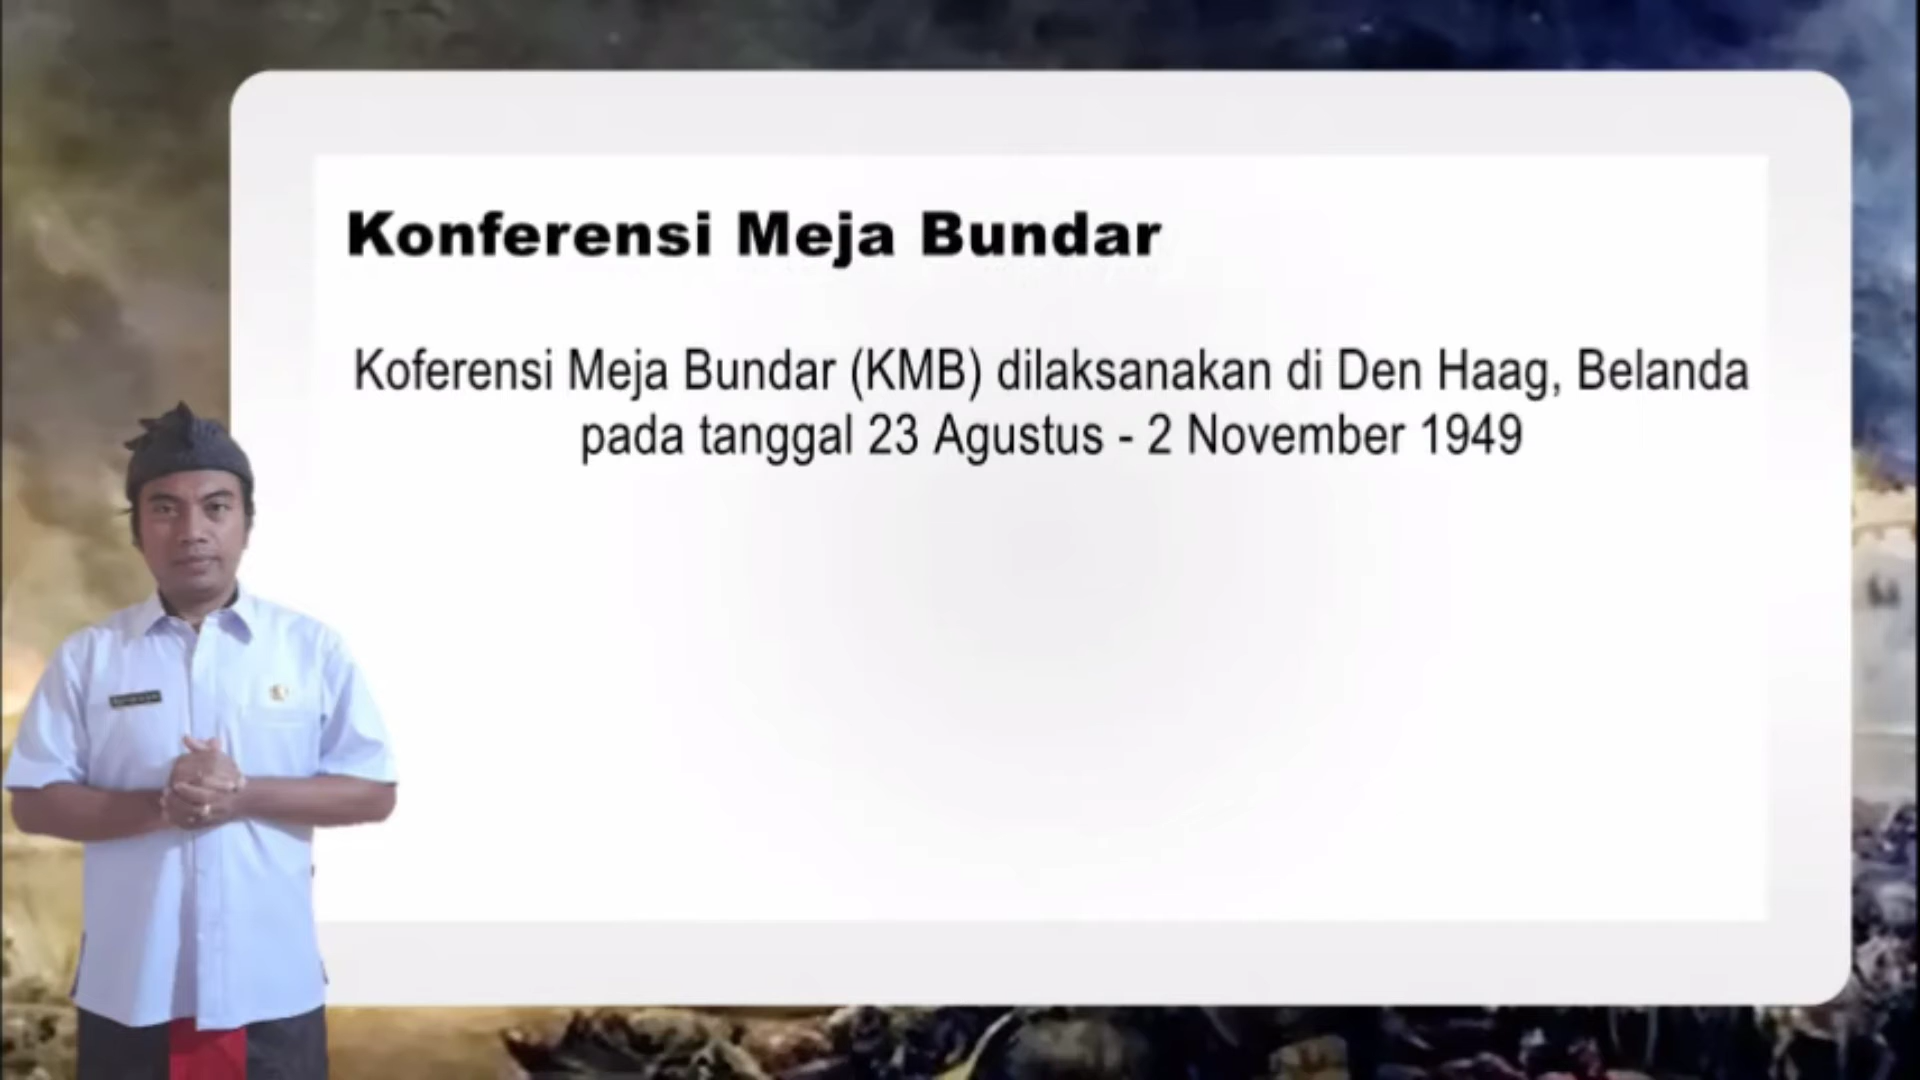 Konferensi Meja Bundar
Koferensi Meja Bundar (KMB) dilaksanakan di Den Haag, Belanda
pada tanggal 23 Agustus - 2 November 1949